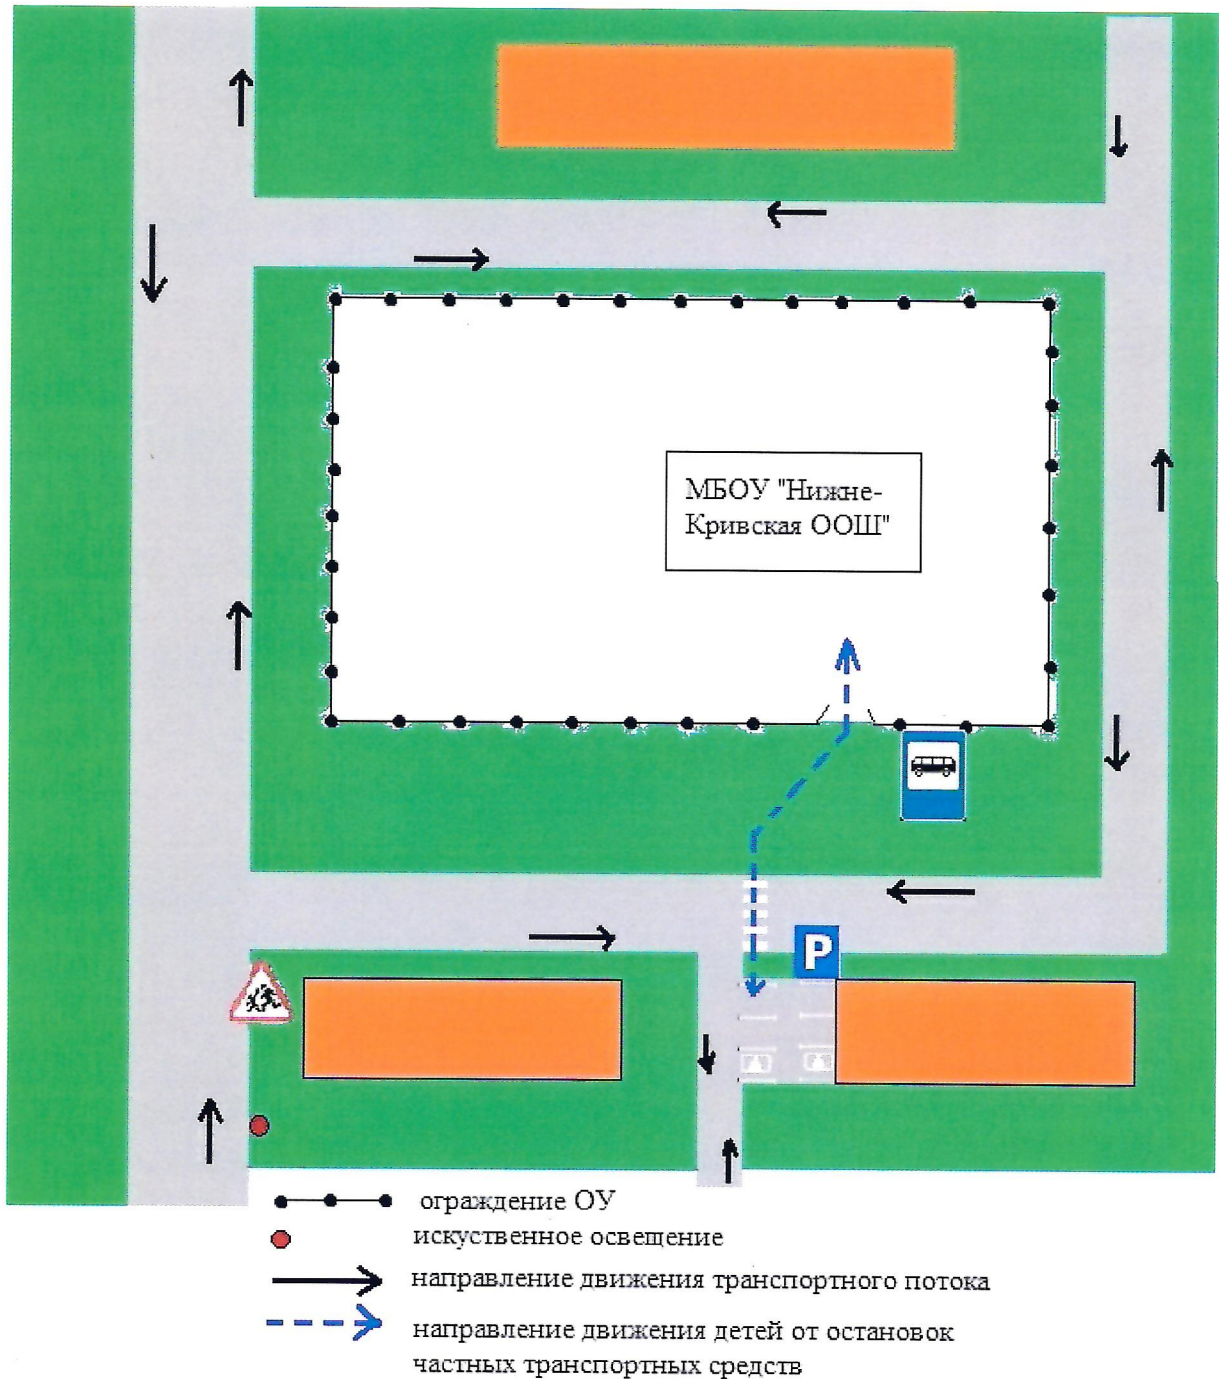 МБОУ "Нижне-
Кривская ООШ"
P
ограждение ОУ
искуственное освещение
направление движения транспортного потока
направление движения детей от остановок
частных транспортных средств